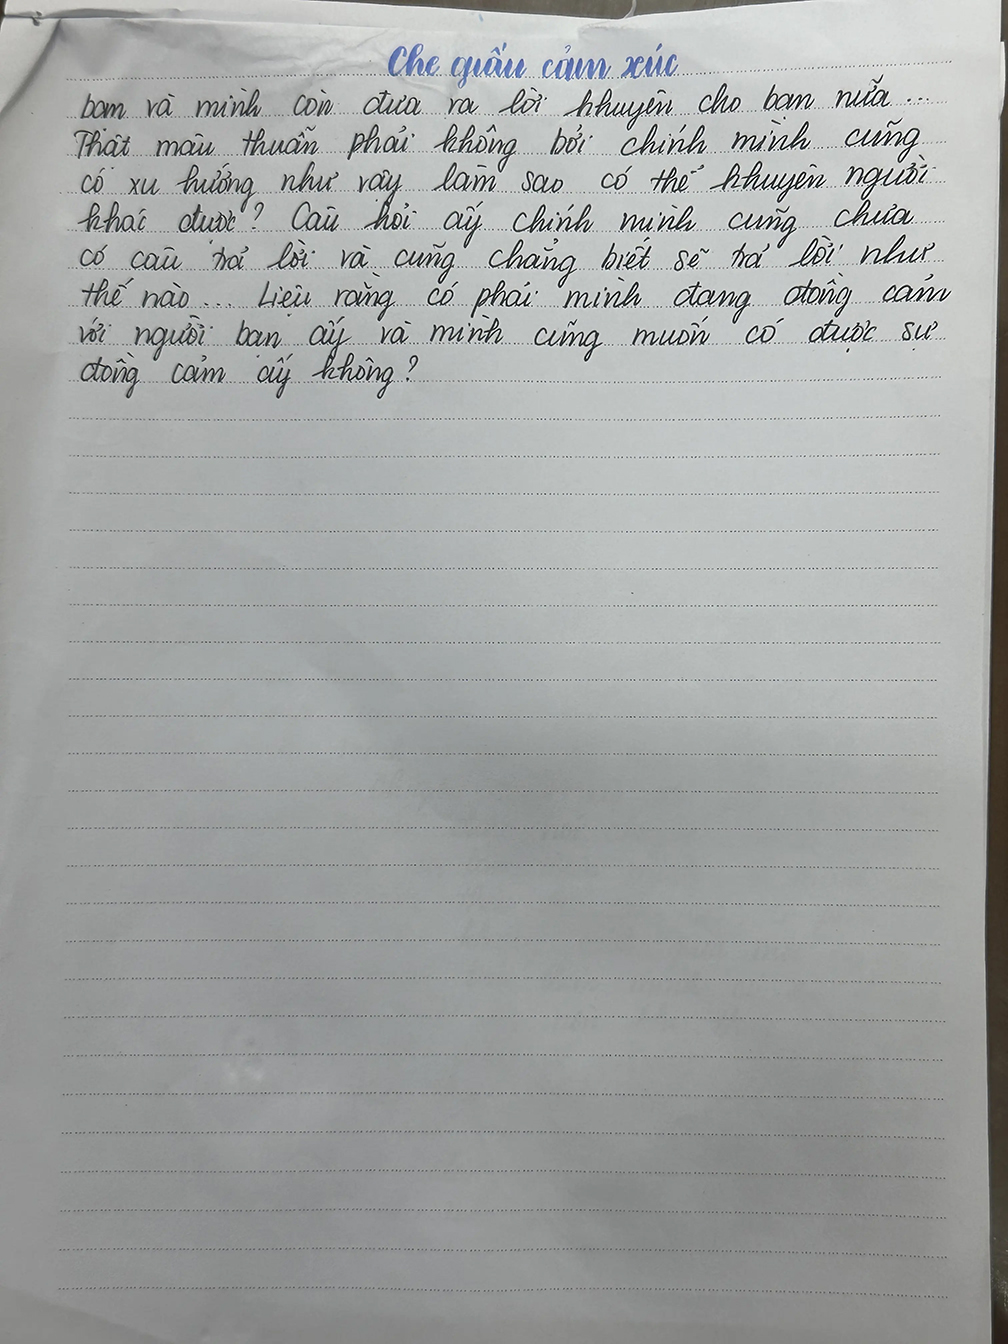 Che giấu cảm xúc
bạn và mình còn đưa ra lời khuyên cho bạn nữa...
Thật mâu thuẫn phải không bởi chính mình cũng
có xu hướng như vậy làm sao có thể khuyên người
khác được? Câu hỏi ấy chính mình cũng chưa
có câu trả lời và cũng chẳng biết sẽ trả lời như
thế nào... Liệu rằng có phải mình đang đồng cảm
với người bạn ấy và mình cũng muốn có được sự
đồng cảm ấy không?